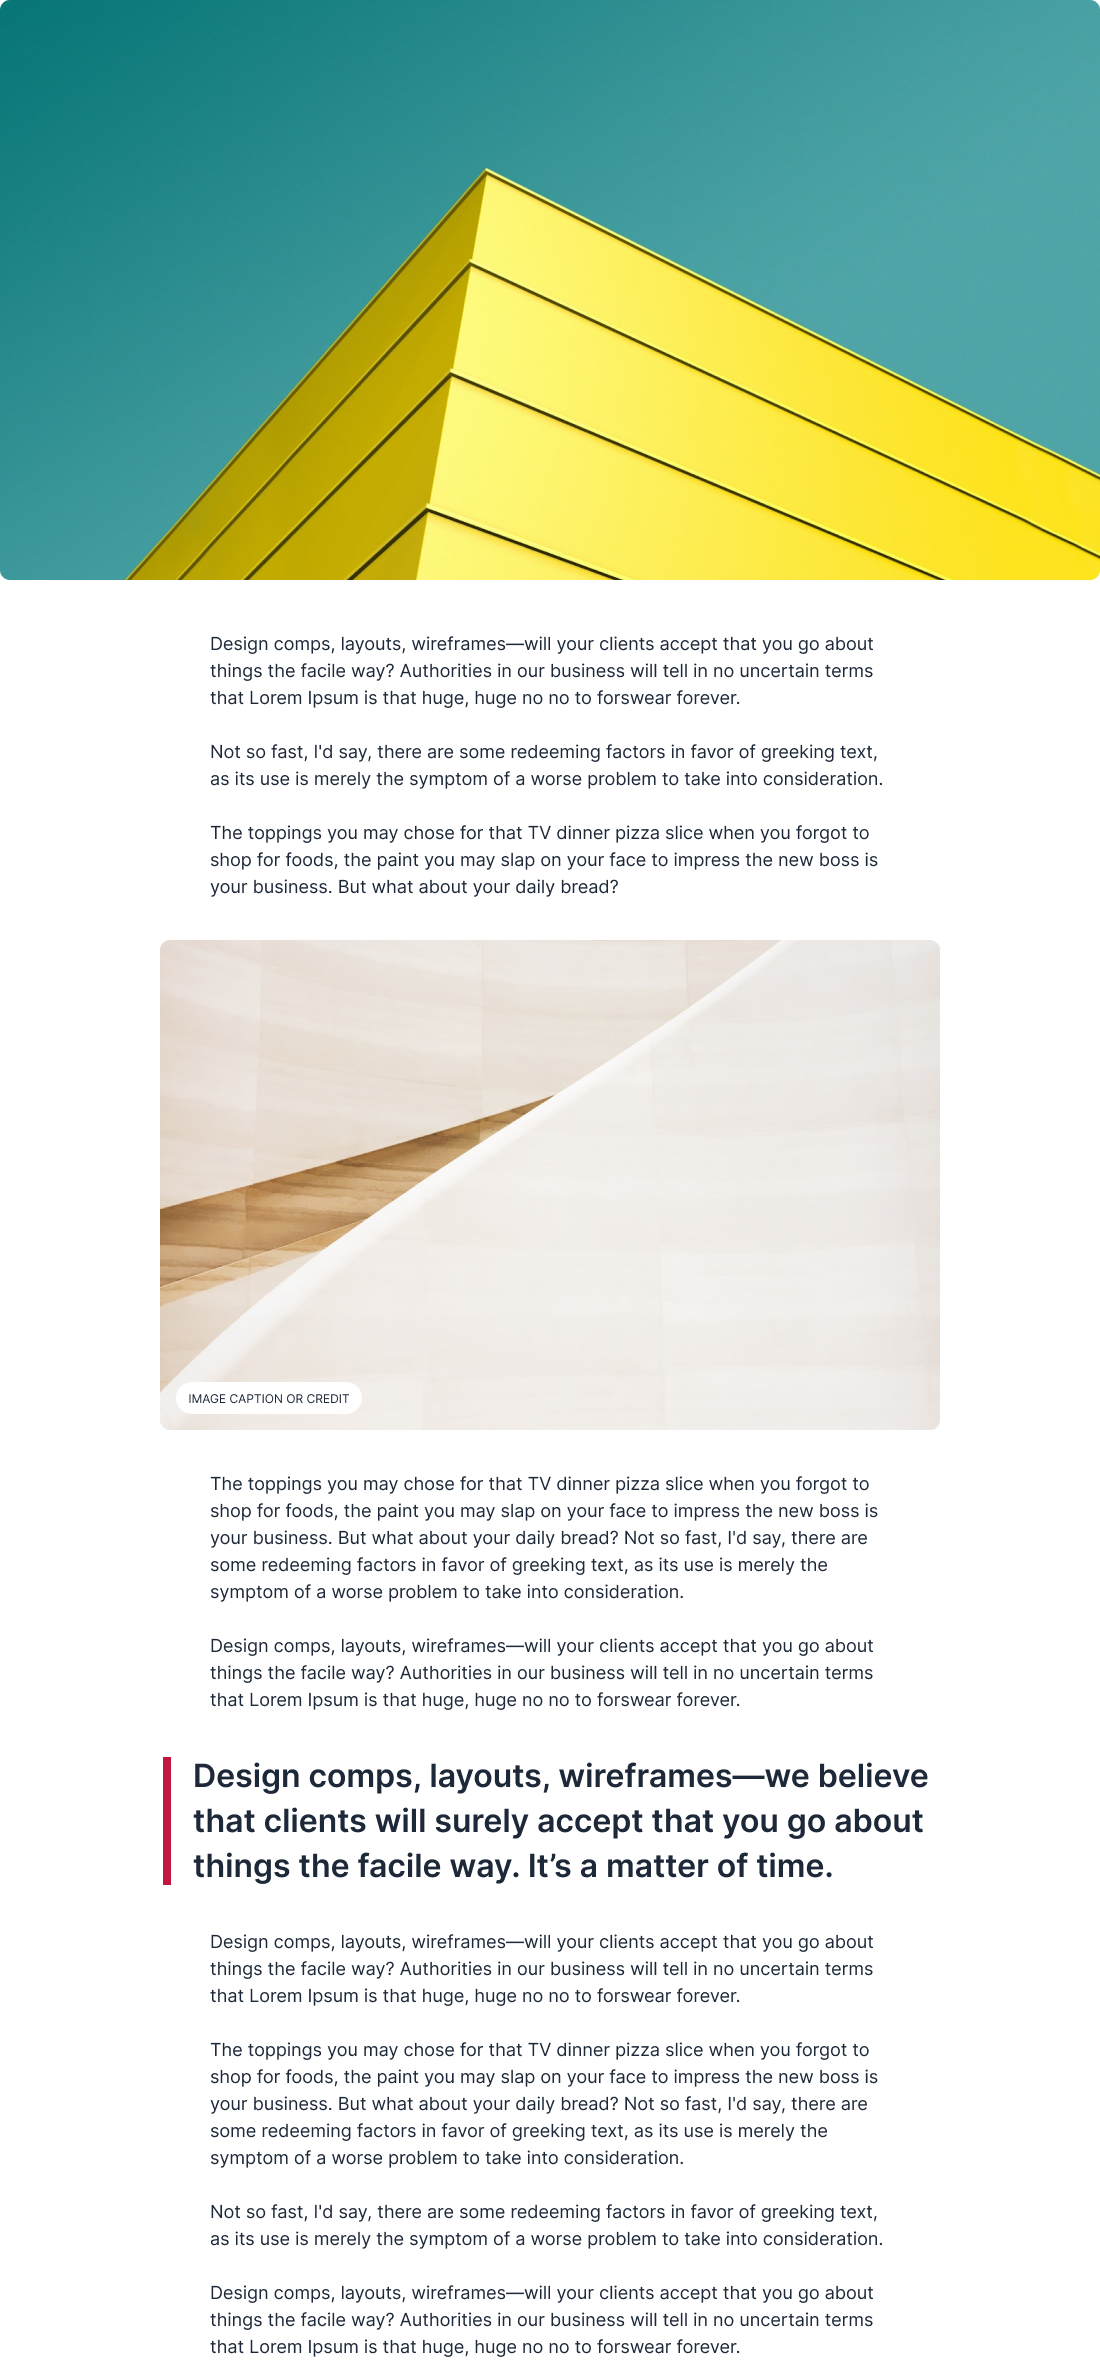 Design comps, layouts, wireframes—will your clients accept that you go about
things the facile way? Authorities in our business will tell in no uncertain terms
that Lorem Ipsum is that huge, huge no no to forswear forever.
Not so fast, I'd say, there are some redeeming factors in favor of greeking text,
as its use is merely the symptom of a worse problem to take into consideration.
The toppings you may chose for that TV dinner pizza slice when you forgot to
shop for foods, the paint you may slap on your face to impress the new boss is
your business. But what about your daily bread?
IMAGE CAPTION OR CREDIT
The toppings you may chose for that TV dinner pizza slice when you forgot to
shop for foods, the paint you may slap on your face to impress the new boss is
your business. But what about your daily bread? Not so fast, I'd say, there are
some redeeming factors in favor of greeking text, as its use is merely the
symptom of a worse problem to take into consideration.
Design comps, layouts, wireframes—will your clients accept that you go about
things the facile way? Authorities in our business will tell in no uncertain terms
that Lorem Ipsum is that huge, huge no no to forswear forever.
Design comps, layouts, wireframes—we believe
that clients will surely accept that you go about
things the facile way. It’s a matter of time.
Design comps, layouts, wireframes—will your clients accept that you go about
things the facile way? Authorities in our business will tell in no uncertain terms
that Lorem Ipsum is that huge, huge no no to forswear forever.
The toppings you may chose for that TV dinner pizza slice when you forgot to
shop for foods, the paint you may slap on your face to impress the new boss is
your business. But what about your daily bread? Not so fast, I'd say, there are
some redeeming factors in favor of greeking text, as its use is merely the
symptom of a worse problem to take into consideration.
Not so fast, I'd say, there are some redeeming factors in favor of greeking text,
as its use is merely the symptom of a worse problem to take into consideration.
Design comps, layouts, wireframes—will your clients accept that you go about
things the facile way? Authorities in our business will tell in no uncertain terms
that Lorem Ipsum is that huge, huge no no to forswear forever.